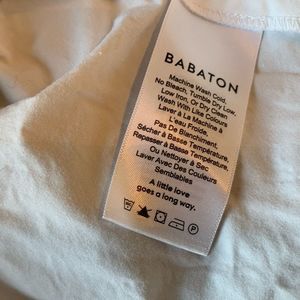 BABATON
Machine Wash Cold,
No Bleach, Tumble Dry Low,
Low Iron, Or Dry Clean
Wash With Like Colours
Laver à La Machine à
L'eau Froide,
Pas De Blanchiment,
Sécher à Basse Température,
Repasser à Basse Température,
Ou Nettoyer à Sec
Laver Avec Des Couleurs
Semblables
A little love
goes a long way.
P